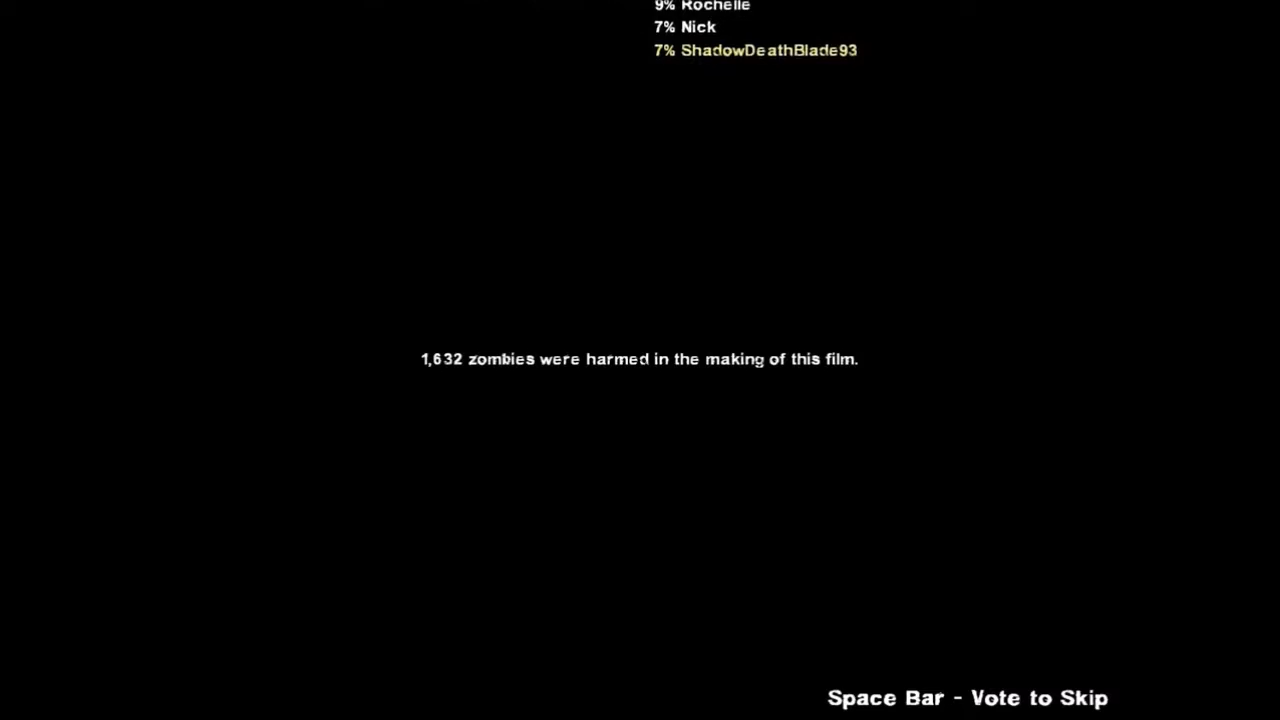 9% Rochelle
7% Nick
7% ShadowDeathBlade93
1,632 zombies were harmed in the making of this film.
Space Bar - Vote to Skip